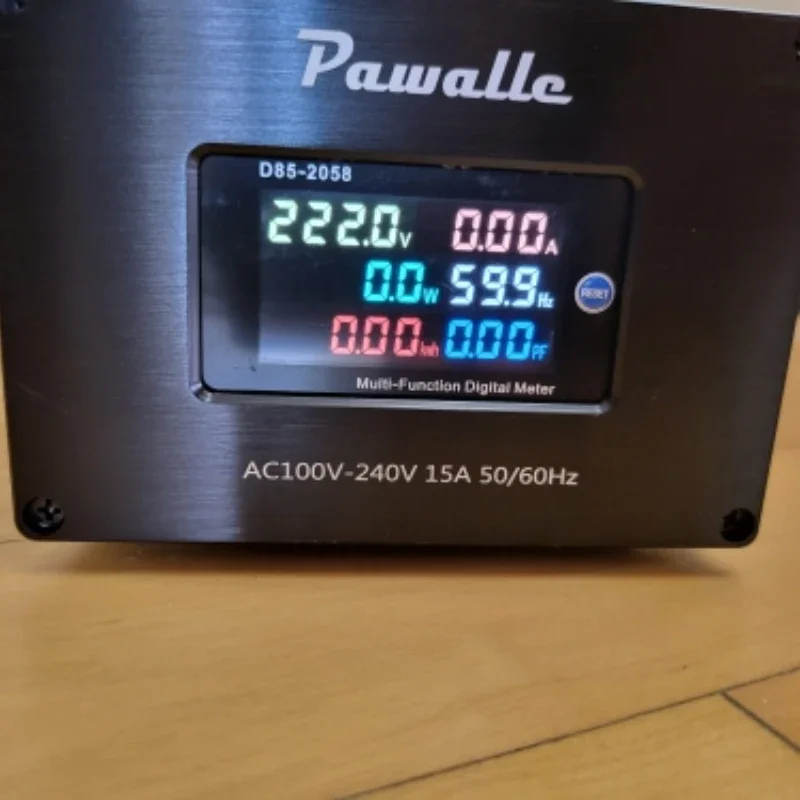 Pawalle
D85-2058
222.0V 0.00A
0.0W 59.9Hz
RESET
0.00kwh 0.00PF
Multi-Function Digital Meter
AC100V-240V 15A 50/60Hz